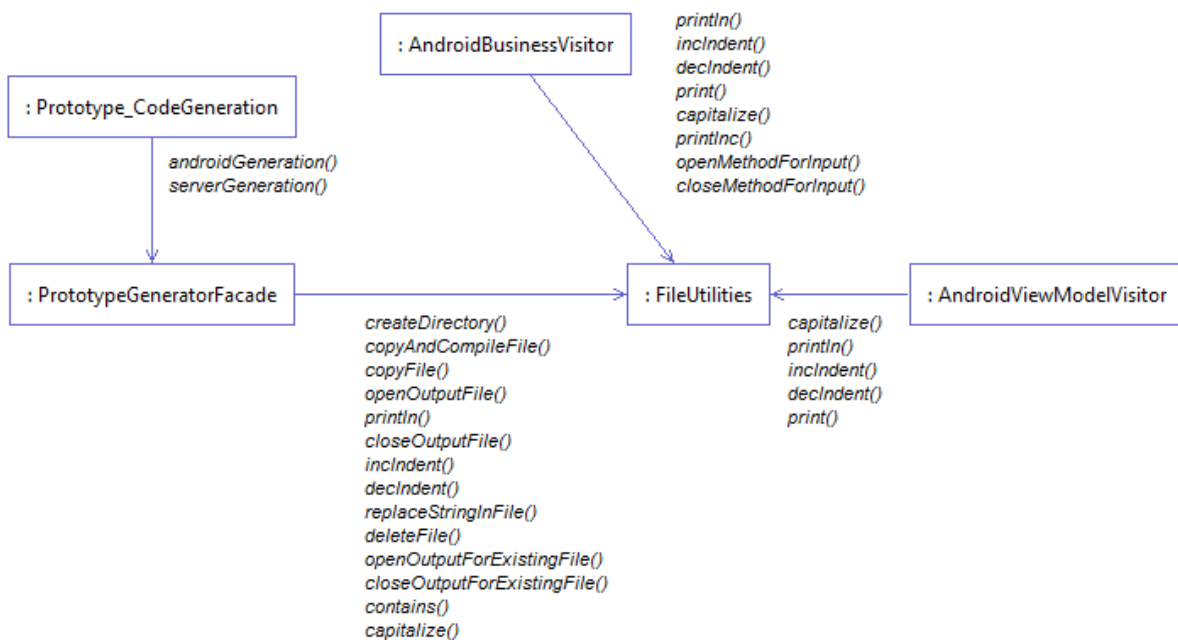 : AndroidBusinessVisitor
println()
incIndent()
decIndent()
print()
capitalize()
printlnc()
openMethodForInput()
closeMethodForInput()
: Prototype_CodeGeneration
androidGeneration()
serverGeneration()
: PrototypeGeneratorFacade
: FileUtilities
: AndroidViewModelVisitor
createDirectory()
copyAndCompileFile()
copyFile()
openOutputFile()
println()
closeOutputFile()
incIndent()
decIndent()
replaceStringInFile()
deleteFile()
openOutputForExistingFile()
closeOutputForExistingFile()
contains()
capitalize()
capitalize()
println()
incIndent()
decIndent()
print()